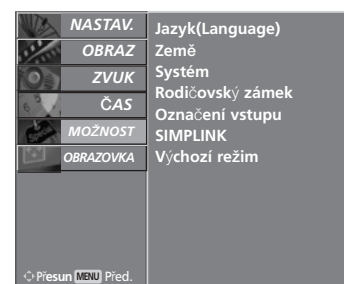 NASTAV.
OBRAZ
ZVUK
ČAS
MOŽNOST
OBRAZOVKA
Jazyk(Language)
Země
Systém
Rodičovský zámek
Označení vstupu
SIMPLINK
Výchozí režim
Přesun MENU Před.